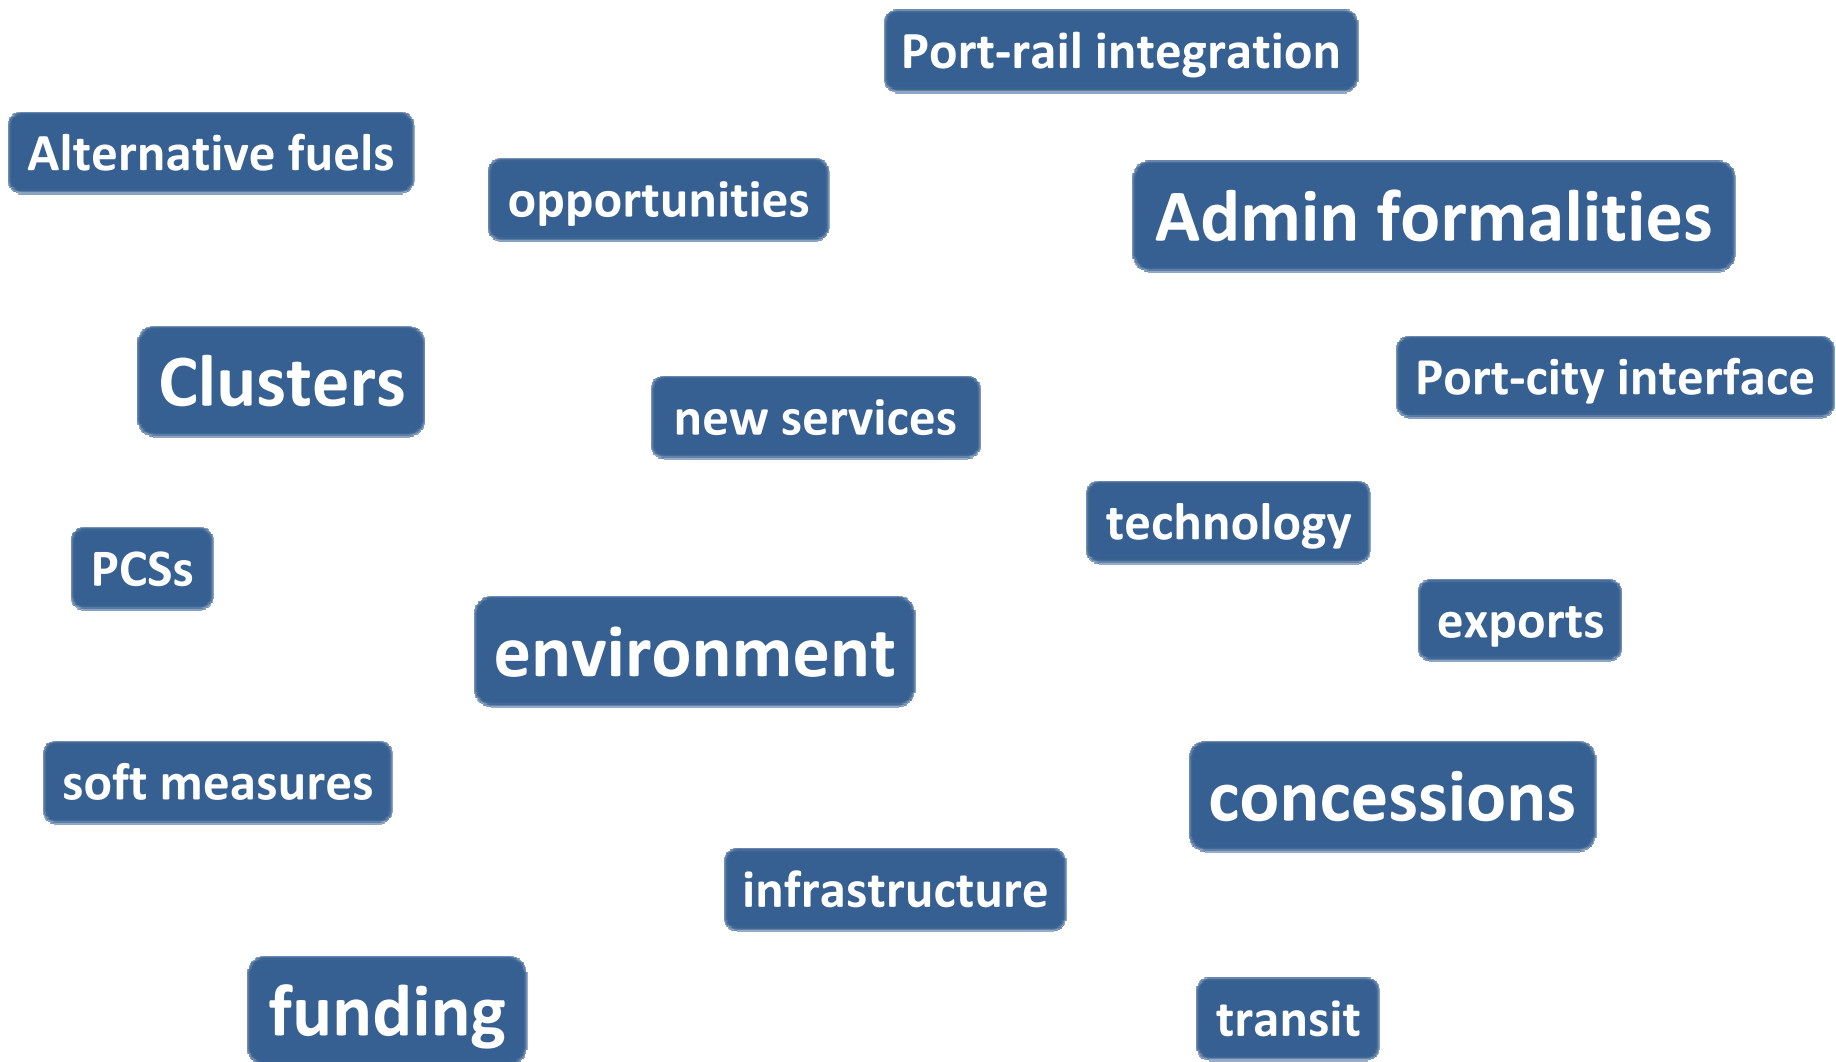 Port-rail integration
Alternative fuels
opportunities
Admin formalities
Clusters
Port-city interface
new services
technology
PCSs
exports
environment
soft measures
concessions
infrastructure
funding
transit